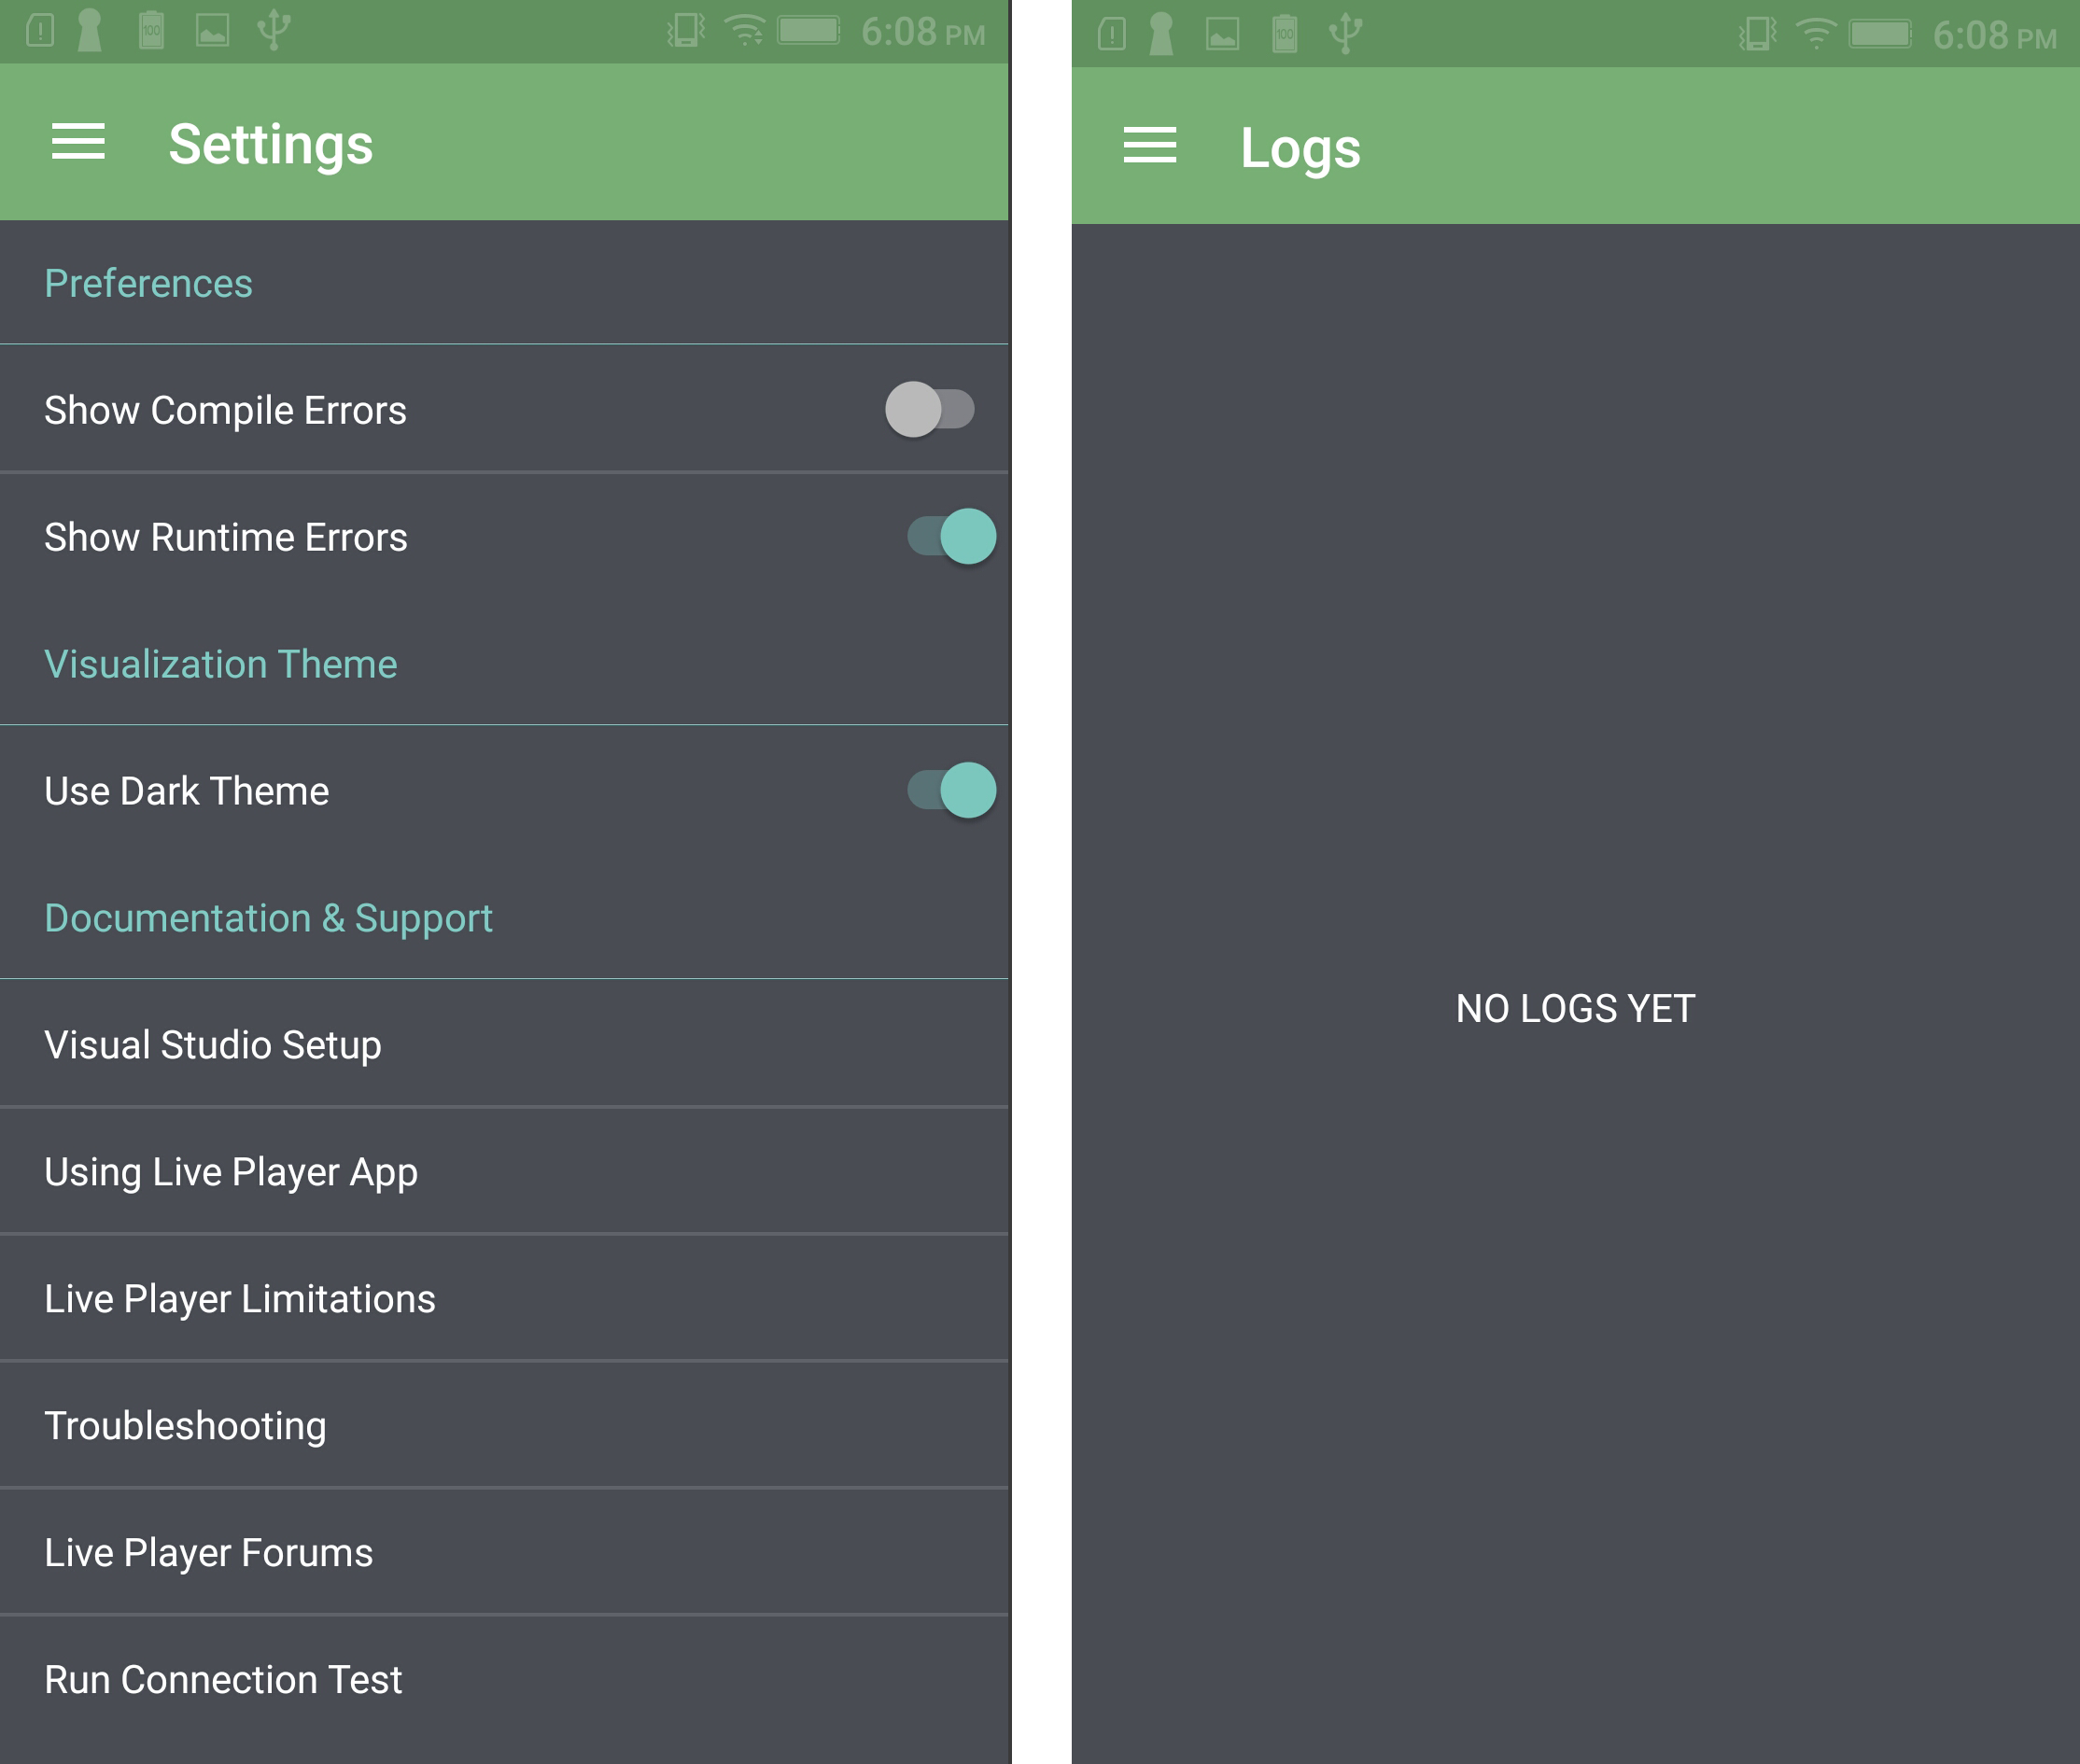 100
6:08 PM
Settings
Preferences
Show Compile Errors
Show Runtime Errors
Visualization Theme
Use Dark Theme
Documentation & Support
Visual Studio Setup
Using Live Player App
Live Player Limitations
Troubleshooting
Live Player Forums
Run Connection Test
100
6:08 PM
Logs
NO LOGS YET